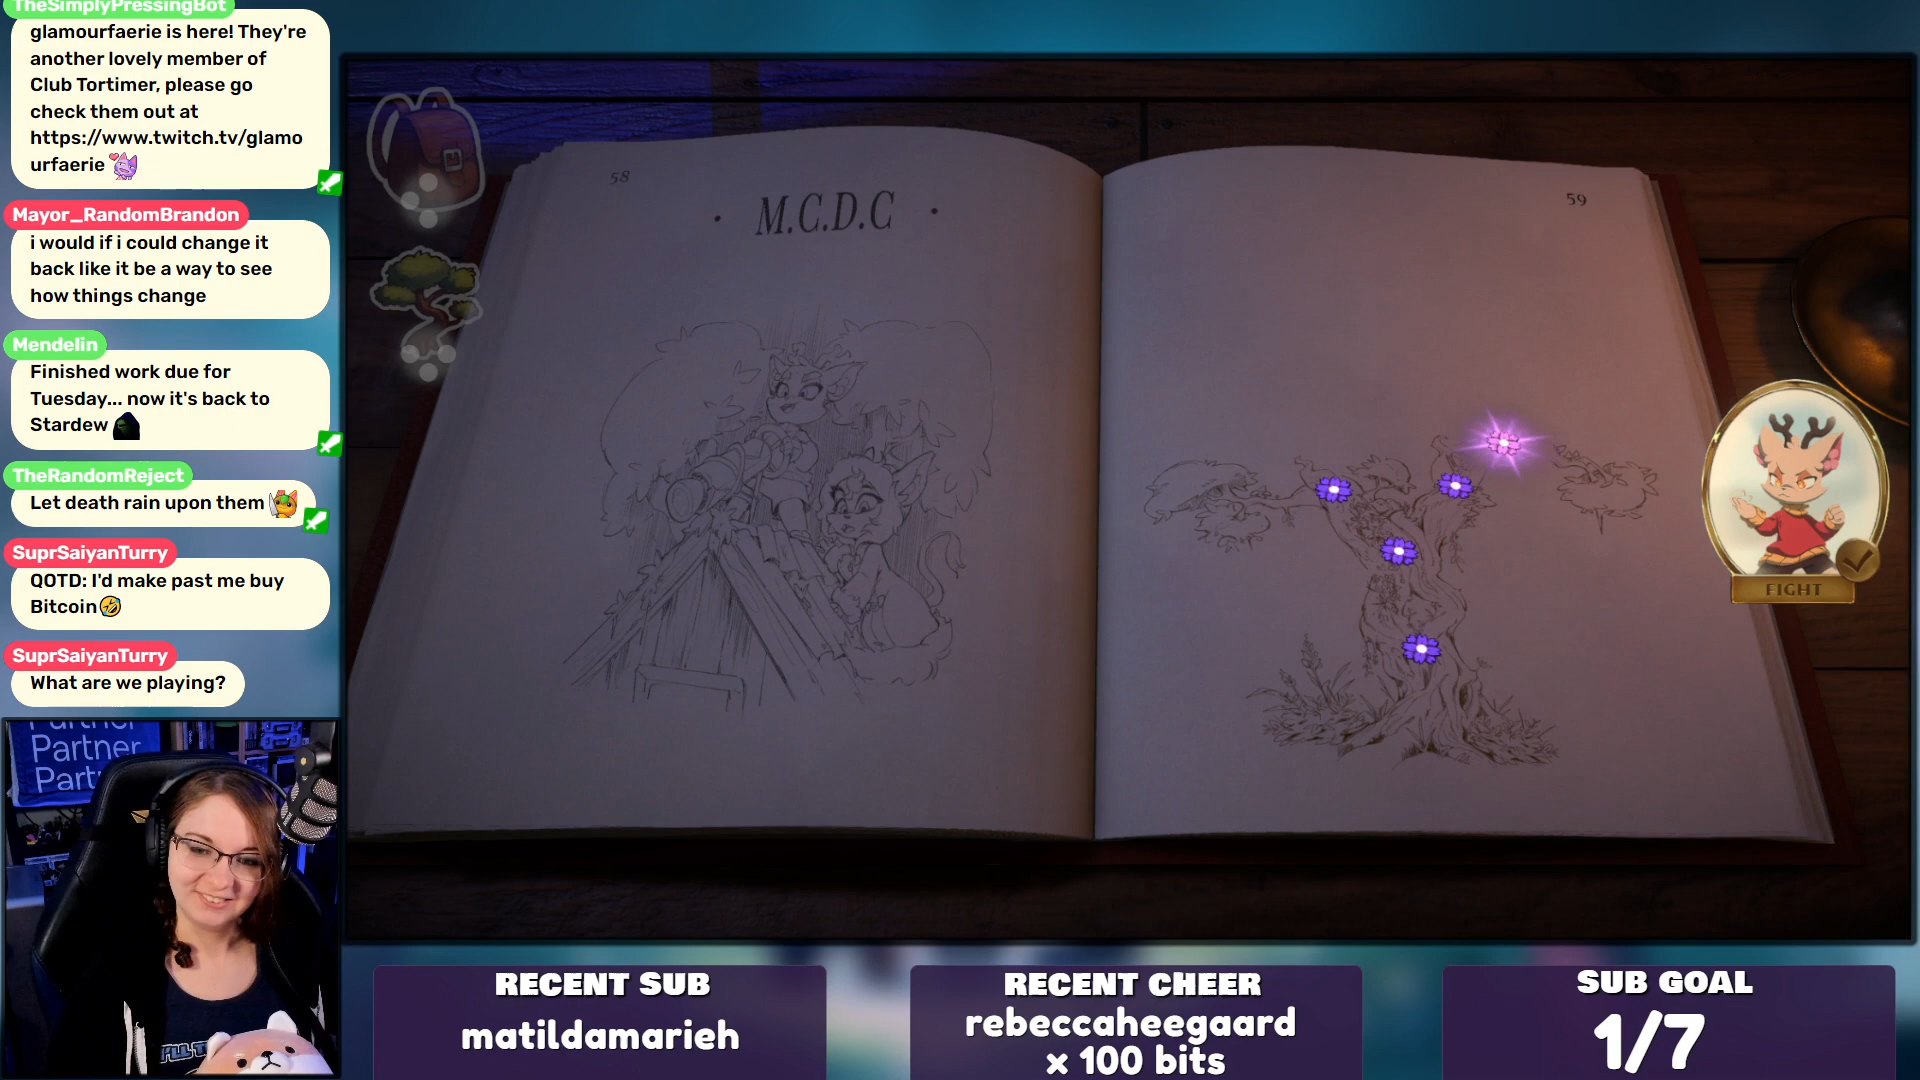 TheSimplyPressingBot
glamourfaerie is here! They're
another lovely member of
Club Tortimer, please go
check them out at
https://www.twitch.tv/glamo
urfaerie
Mayor_RandomBrandon
i would if i could change it
back like it be a way to see
how things change
Mendelin
Finished work due for
Tuesday... now it's back to
Stardew
TheRandomReject
Let death rain upon them
SuprSaiyanTurry
QOTD: I'd make past me buy
Bitcoin
SuprSaiyanTurry
What are we playing?
Partner
Partner
58
· M.C.D.C ·
59
FIGHT
RECENT SUB
matildamarieh
RECENT CHEER
rebeccaheegaard
x 100 bits
SUB GOAL
1/7